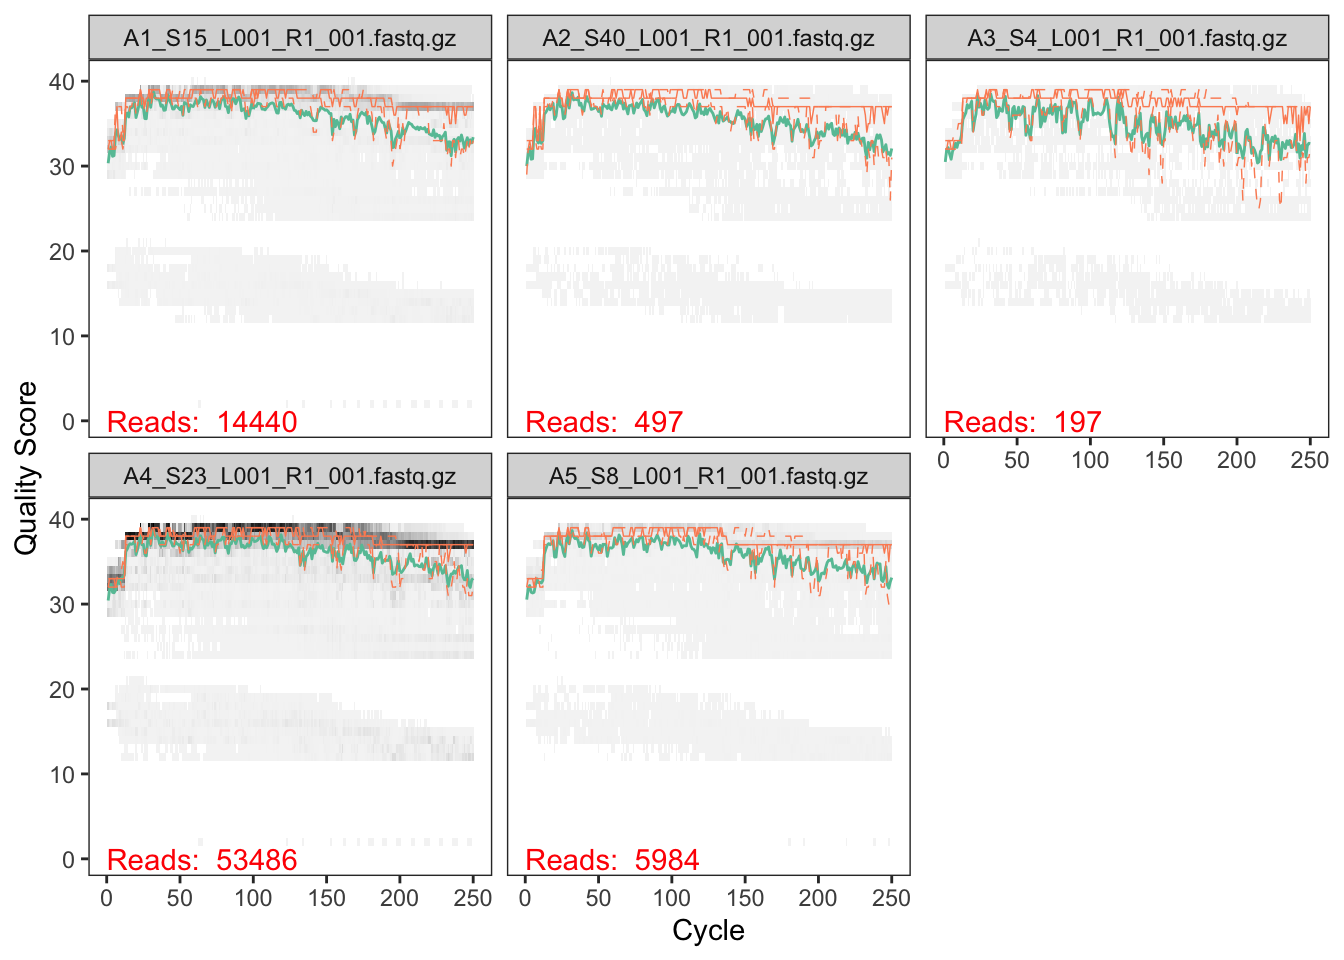 A1_S15_L001_R1_001.fastq.gz
A2_S40_L001_R1_001.fastq.gz
A3_S4_L001_R1_001.fastq.gz
40
30
20
10
0
Reads: 14440
Reads: 497
Reads: 197
0 50 100 150 200 250
A4_S23_L001_R1_001.fastq.gz
A5_S8_L001_R1_001.fastq.gz
Quality Score
40
30
20
10
0
Reads: 53486
Reads: 5984
0 50 100 150 200 250
0 50 100 150 200 250
Cycle